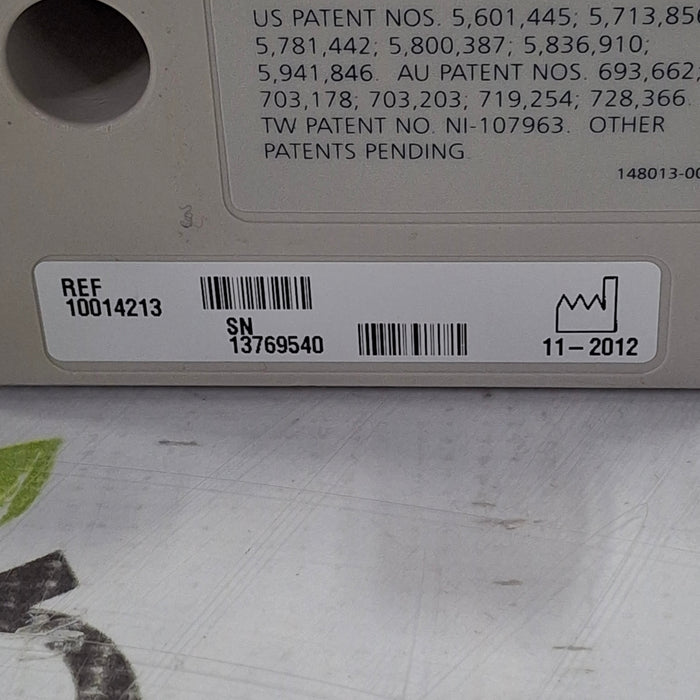 US PATENT NOS. 5,601,445; 5,713,856
5,781,442; 5,800,387; 5,836,910;
5,941,846. AU PATENT NOS. 693,662;
703,178; 703,203; 719,254; 728,366.
TW PATENT NO. NI-107963. OTHER
PATENTS PENDING.
148013-00
REF
10014213
SN
13769540
11-2012